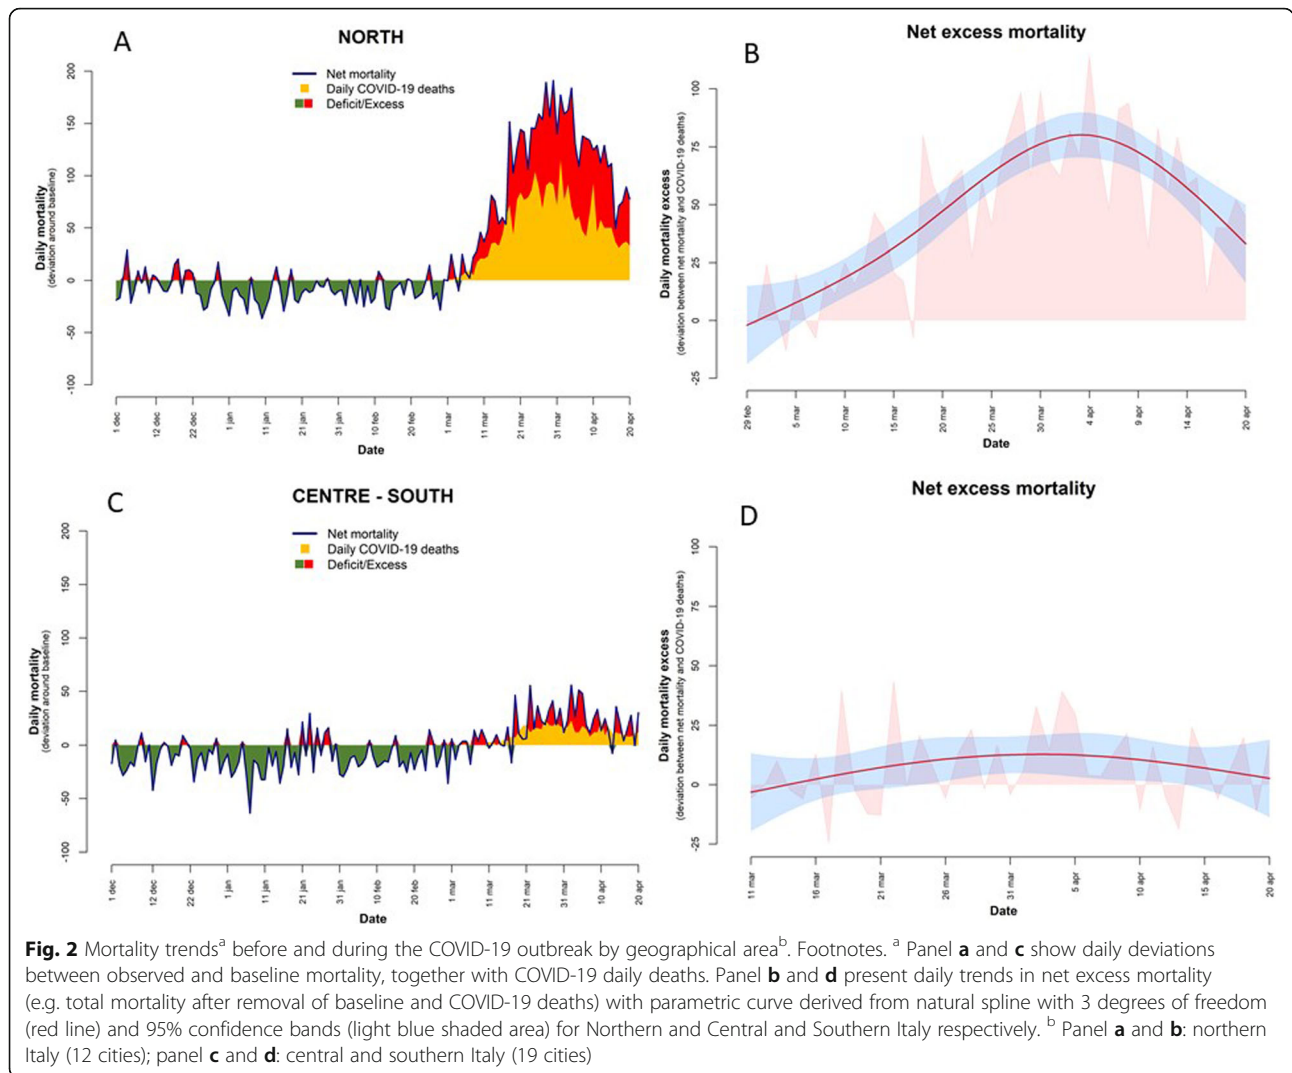 A
NORTH
Net mortality
Daily COVID-19 deaths
Deficit/Excess
Daily mortality
(deviation around baseline)
200
150
100
50
0
-50
-100
1 dec
12 dec
22 dec
1 jan
11 jan
21 jan
31 jan
10 feb
20 feb
1 mar
11 mar
21 mar
31 mar
10 apr
20 apr
Date
B
Net excess mortality
Daily mortality excess
(deviation between net mortality and COVID-19 deaths)
100
75
50
25
0
-25
29 feb
5 mar
10 mar
15 mar
20 mar
25 mar
30 mar
4 apr
9 apr
14 apr
20 apr
Date
C
CENTRE - SOUTH
Net mortality
Daily COVID-19 deaths
Deficit/Excess
Daily mortality
(deviation around baseline)
200
150
100
50
0
-50
-100
1 dec
12 dec
22 dec
1 jan
11 jan
21 jan
31 jan
10 feb
20 feb
1 mar
11 mar
21 mar
31 mar
10 apr
20 apr
Date
D
Net excess mortality
Daily mortality excess
(deviation between net mortality and COVID-19 deaths)
100
75
50
25
0
-25
11 mar
16 mar
21 mar
26 mar
31 mar
5 apr
10 apr
15 apr
20 apr
Date
Fig. 2 Mortality trendsᵃ before and during the COVID-19 outbreak by geographical areaᵇ. Footnotes. ᵃ Panel a and c show daily deviations
between observed and baseline mortality, together with COVID-19 daily deaths. Panel b and d present daily trends in net excess mortality
(e.g. total mortality after removal of baseline and COVID-19 deaths) with parametric curve derived from natural spline with 3 degrees of freedom
(red line) and 95% confidence bands (light blue shaded area) for Northern and Central and Southern Italy respectively. ᵇ Panel a and b: northern
Italy (12 cities); panel c and d: central and southern Italy (19 cities)